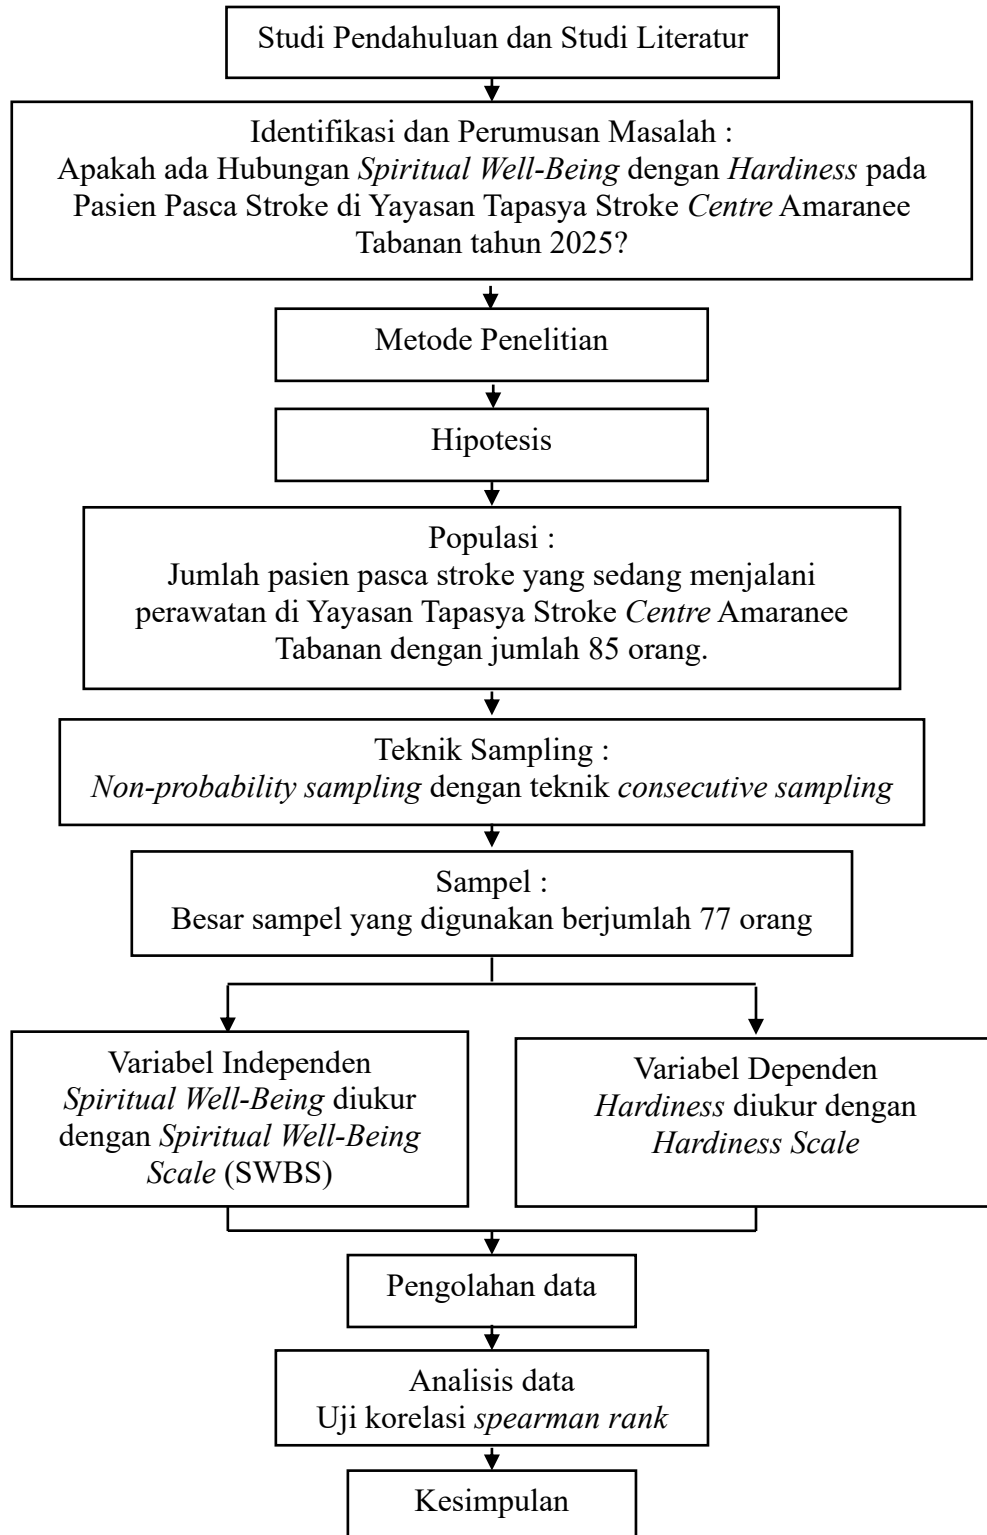 Studi Pendahuluan dan Studi Literatur
Identifikasi dan Perumusan Masalah :
Apakah ada Hubungan Spiritual Well-Being dengan Hardiness pada
Pasien Pasca Stroke di Yayasan Tapasya Stroke Centre Amaranee
Tabanan tahun 2025?
Metode Penelitian
Hipotesis
Populasi :
Jumlah pasien pasca stroke yang sedang menjalani
perawatan di Yayasan Tapasya Stroke Centre Amaranee
Tabanan dengan jumlah 85 orang.
Teknik Sampling :
Non-probability sampling dengan teknik consecutive sampling
Sampel :
Besar sampel yang digunakan berjumlah 77 orang
Variabel Independen
Spiritual Well-Being diukur
dengan Spiritual Well-Being
Scale (SWBS)
Variabel Dependen
Hardiness diukur dengan
Hardiness Scale
Pengolahan data
Analisis data
Uji korelasi spearman rank
Kesimpulan